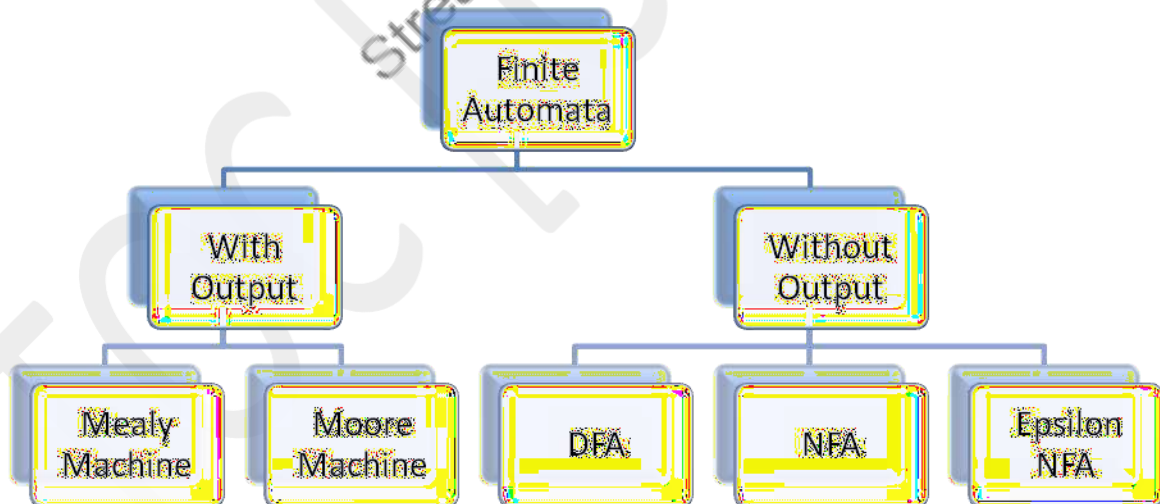 Finite
Automata
With
Output
Without
Output
Mealy
Machine
Moore
Machine
DFA
NFA
Epsilon
NFA